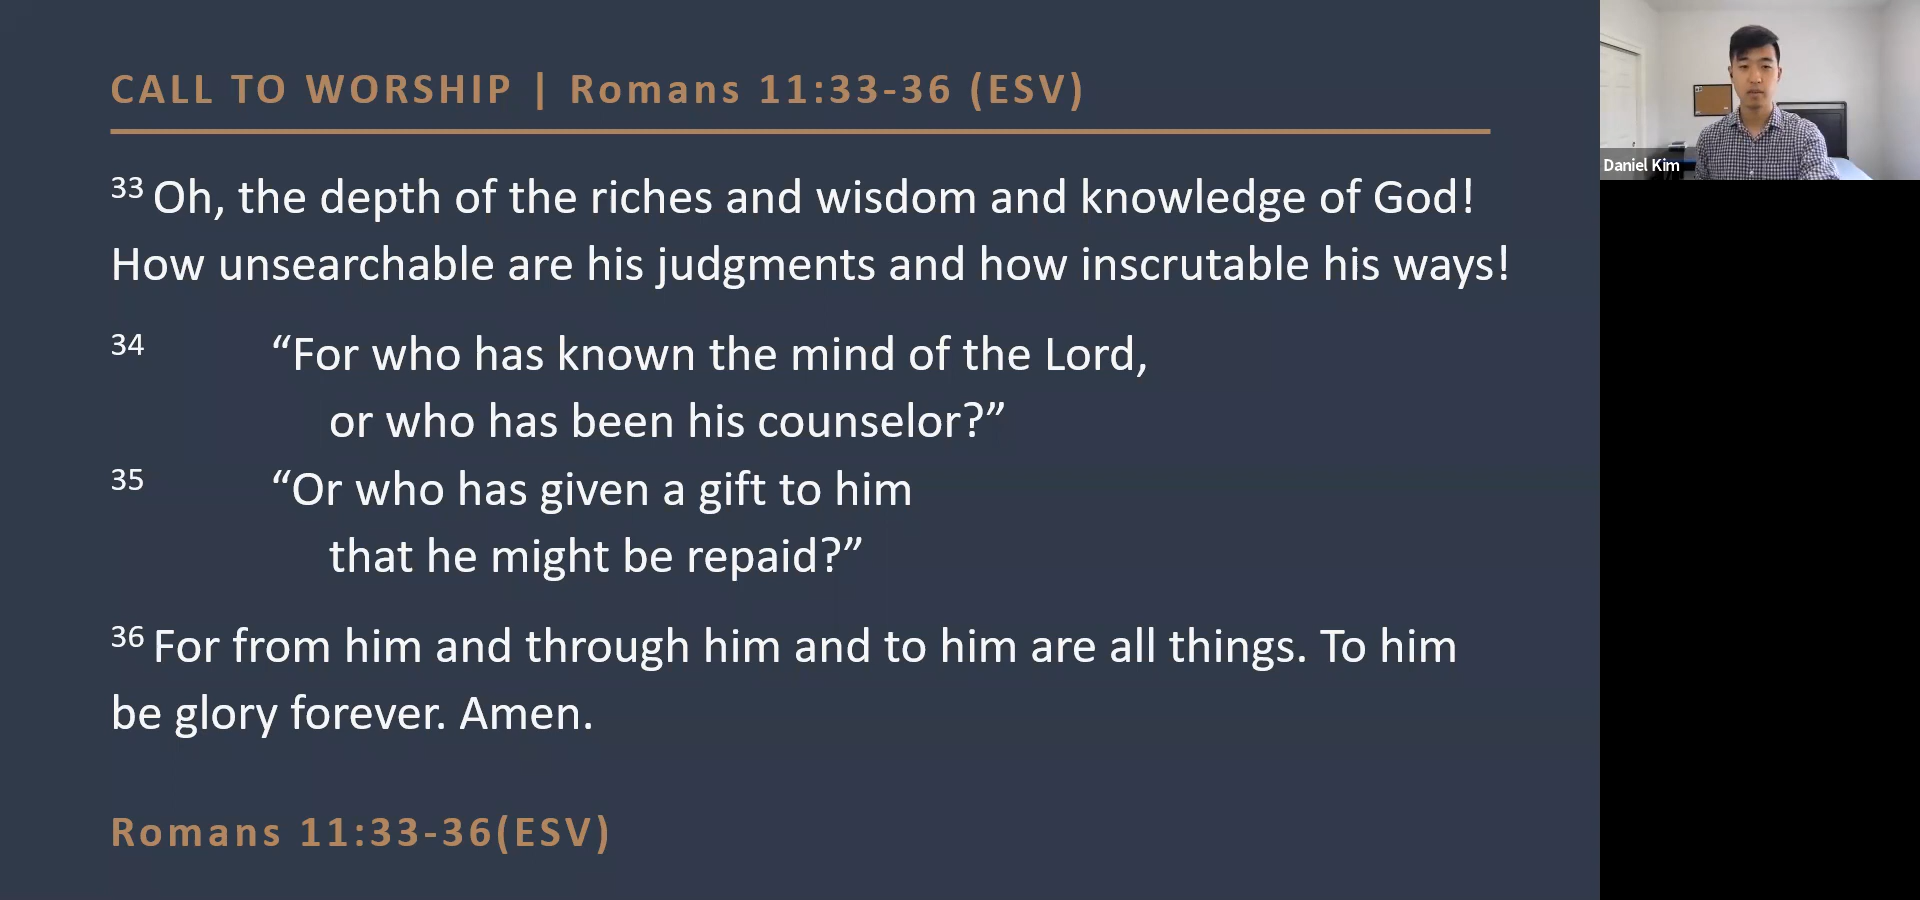 CALL TO WORSHIP | Romans 11:33-36 (ESV)
33 Oh, the depth of the riches and wisdom and knowledge of God!
How unsearchable are his judgments and how inscrutable his ways!
34 “For who has known the mind of the Lord,
or who has been his counselor?”
35 “Or who has given a gift to him
that he might be repaid?”
36 For from him and through him and to him are all things. To him
be glory forever. Amen.
Romans 11:33-36(ESV)
Daniel Kim